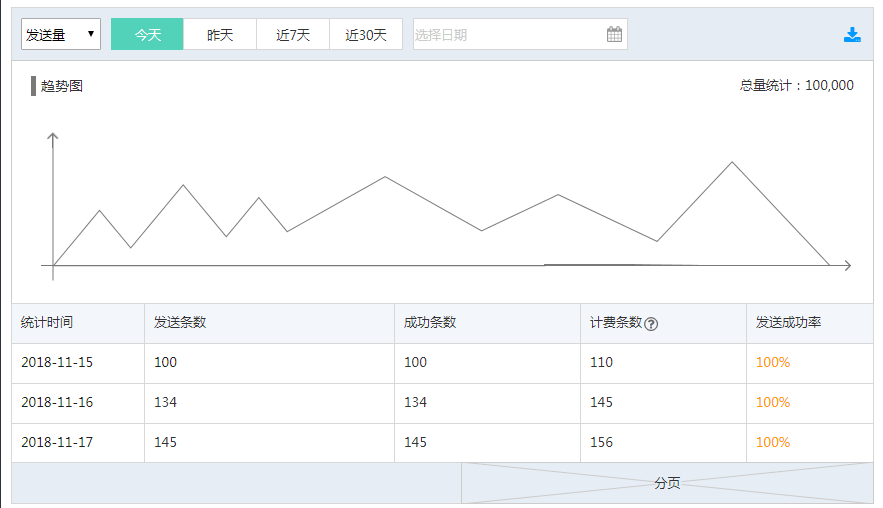 发送量 今天 昨天 近7天 近30天 选择日期
趋势图 总量统计：100,000
统计时间 发送条数 成功条数 计费条数? 发送成功率
2018-11-15 100 100 110 100%
2018-11-16 134 134 145 100%
2018-11-17 145 145 156 100%
分页